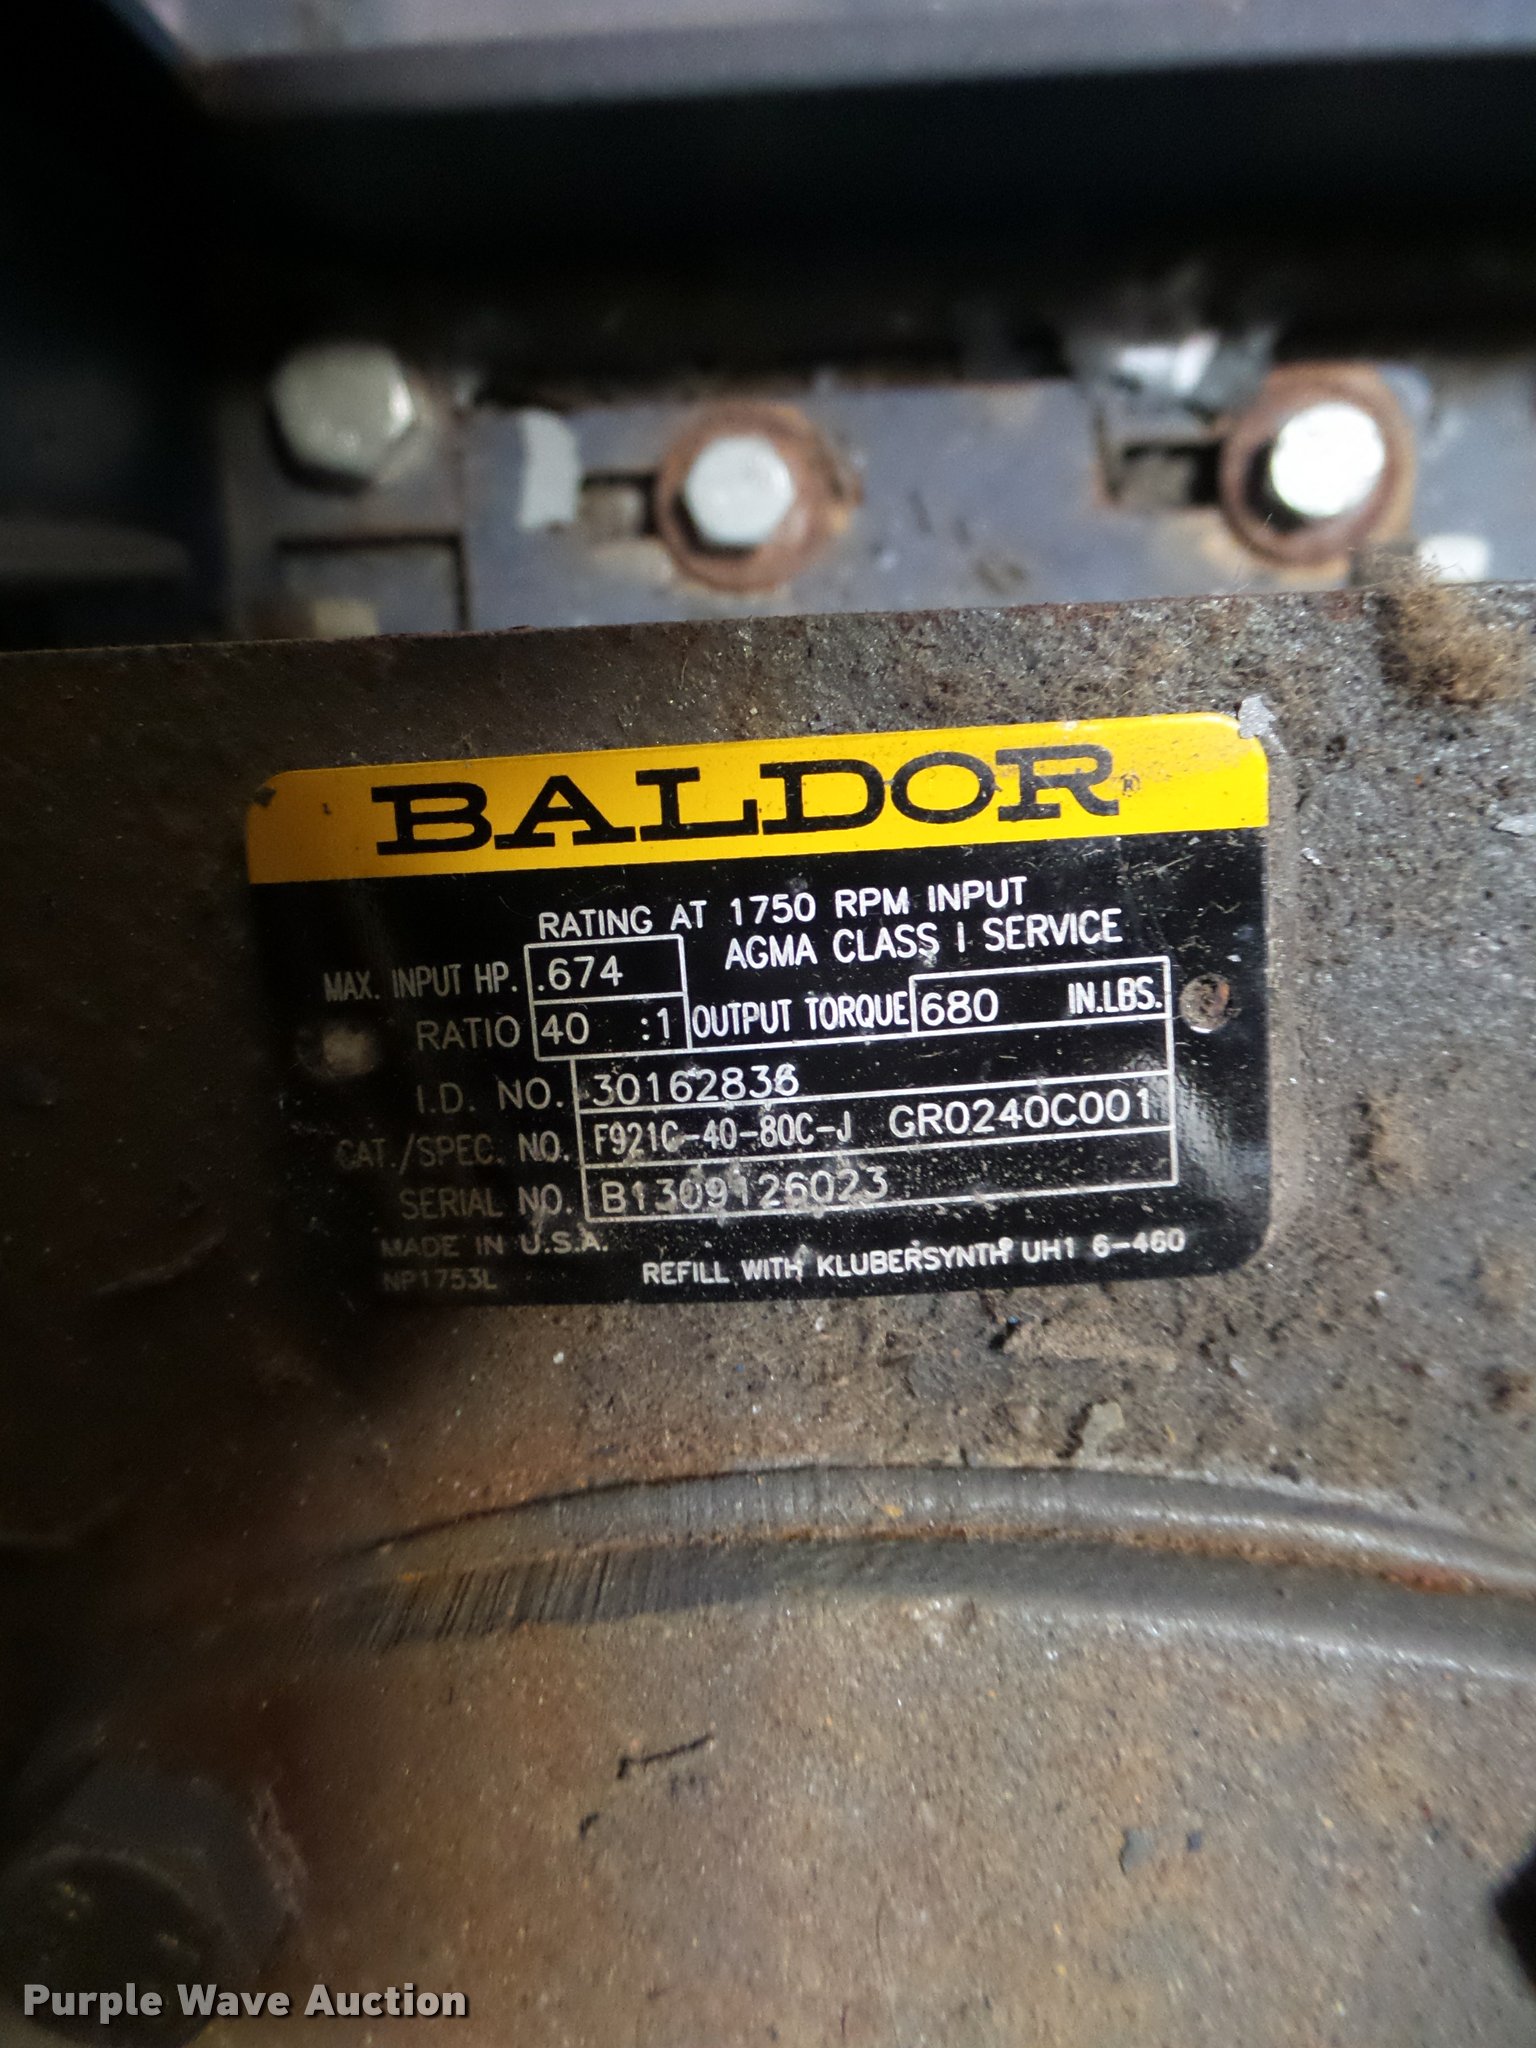 BALDOR®
RATING AT 1750 RPM INPUT
AGMA CLASS I SERVICE
MAX. INPUT HP. .674
RATIO 40 :1 OUTPUT TORQUE 680 IN.LBS.
I.D. NO. 30162836
CAT./SPEC. NO. F921C-40-80C-J GR0240C001
SERIAL NO. B1309126023
MADE IN U.S.A.
NP1753L
REFILL WITH KLUBERSYNTH UH1 6-460
Purple Wave Auction